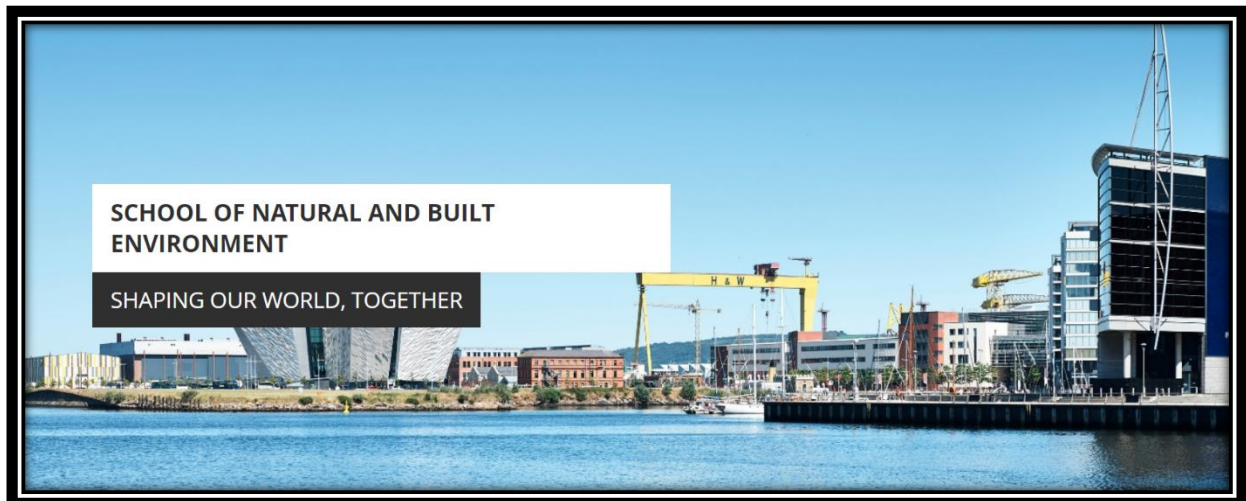 SCHOOL OF NATURAL AND BUILT
ENVIRONMENT
SHAPING OUR WORLD, TOGETHER
H & W